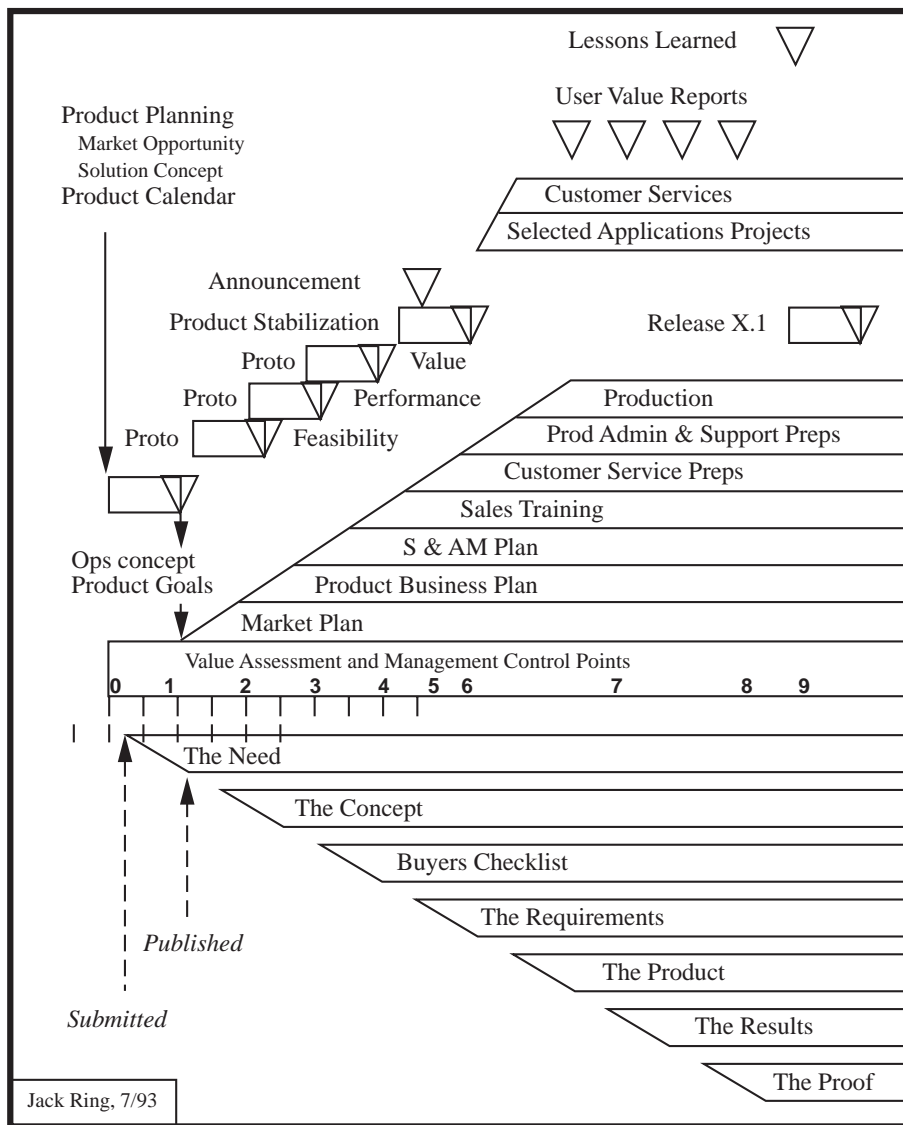 Lessons Learned
User Value Reports
Product Planning
Market Opportunity
Solution Concept
Product Calendar
Customer Services
Selected Applications Projects
Announcement
Product Stabilization
Release X.1
Proto Value
Proto Performance
Proto Feasibility
Production
Prod Admin & Support Preps
Customer Service Preps
Sales Training
S & AM Plan
Ops concept
Product Goals
Product Business Plan
Market Plan
Value Assessment and Management Control Points
0 1 2 3 4 5 6 7 8 9
The Need
The Concept
Buyers Checklist
The Requirements
Published
The Product
Submitted
The Results
The Proof
Jack Ring, 7/93